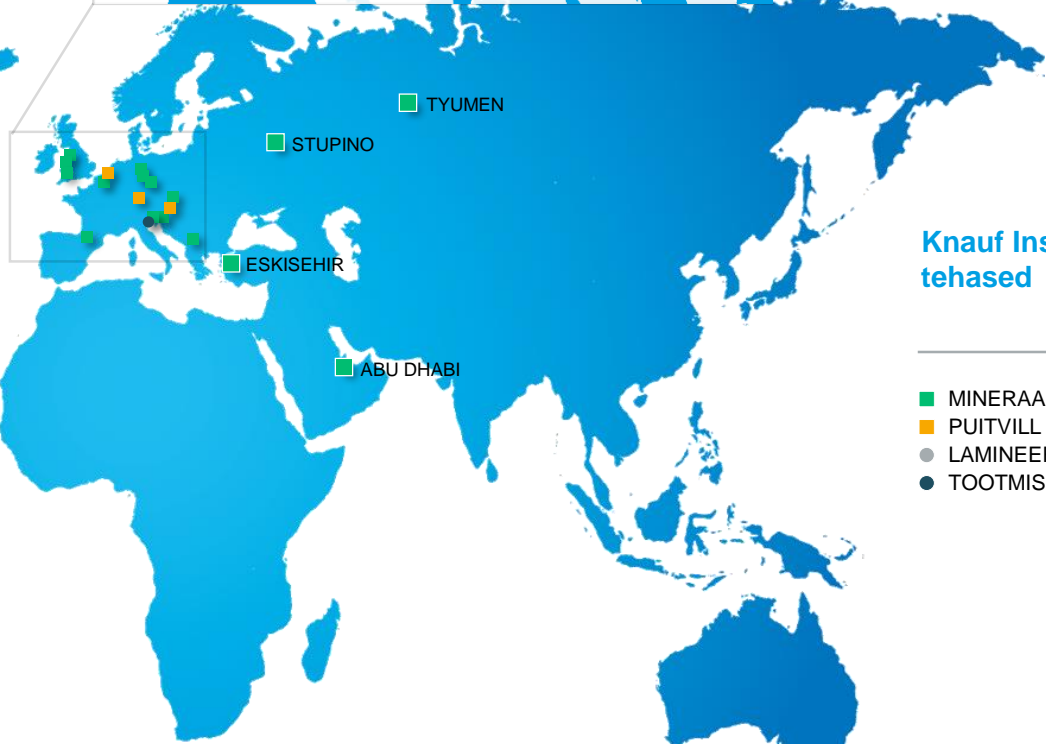 TYUMEN
STUPINO
ESKISEHIR
ABU DHABI
Knauf Ins
tehased
MINERAA
PUITVILL
LAMINEE
TOOTMIS